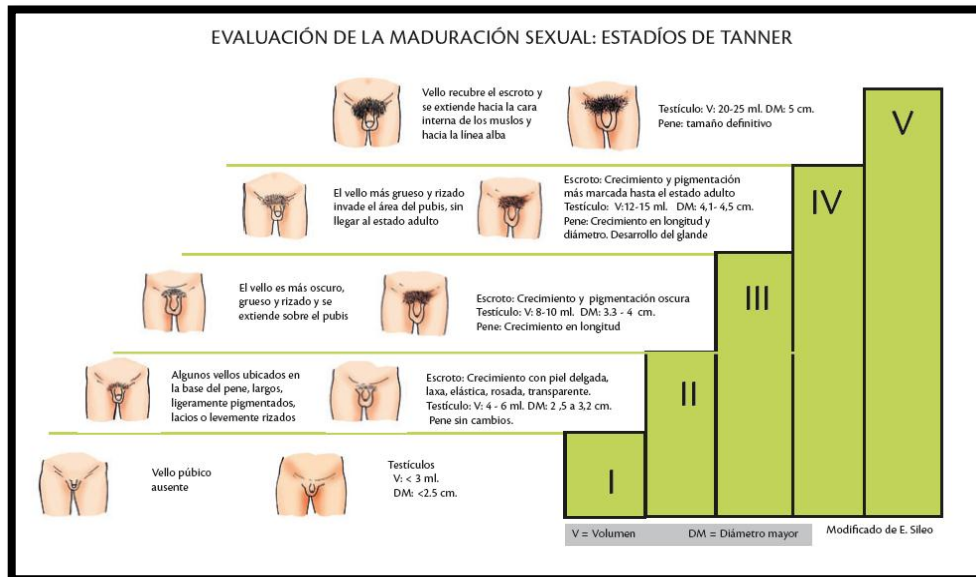 EVALUACIÓN DE LA MADURACIÓN SEXUAL: ESTADÍOS DE TANNER
Vello recubre el escroto y
se extiende hacia la cara
interna de los muslos y
hacia la línea alba
Testículo: V: 20-25 ml. DM: 5 cm.
Pene: tamaño definitivo
V
El vello más grueso y rizado
invade el área del pubis, sin
llegar al estado adulto
Escroto: Crecimiento y pigmentación
más marcada hasta el estado adulto
Testículo: V:12-15 ml. DM: 4,1- 4,5 cm.
Pene: Crecimiento en longitud y
diámetro. Desarrollo del glande
IV
El vello es más oscuro,
grueso y rizado y se
extiende sobre el pubis
Escroto: Crecimiento y pigmentación oscura
Testículo: V: 8-10 ml. DM: 3.3 - 4 cm.
Pene: Crecimiento en longitud
III
Algunos vellos ubicados en
la base del pene, largos,
ligeramente pigmentados,
lacios o levemente rizados
Escroto: Crecimiento con piel delgada,
laxa, elástica, rosada, transparente.
Testículo: V: 4 - 6 ml. DM: 2 ,5 a 3,2 cm.
Pene sin cambios.
II
Vello púbico
ausente
Testículos
V: < 3 ml.
DM: <2.5 cm.
I
V = Volumen DM = Diámetro mayor
Modificado de E. Sileo